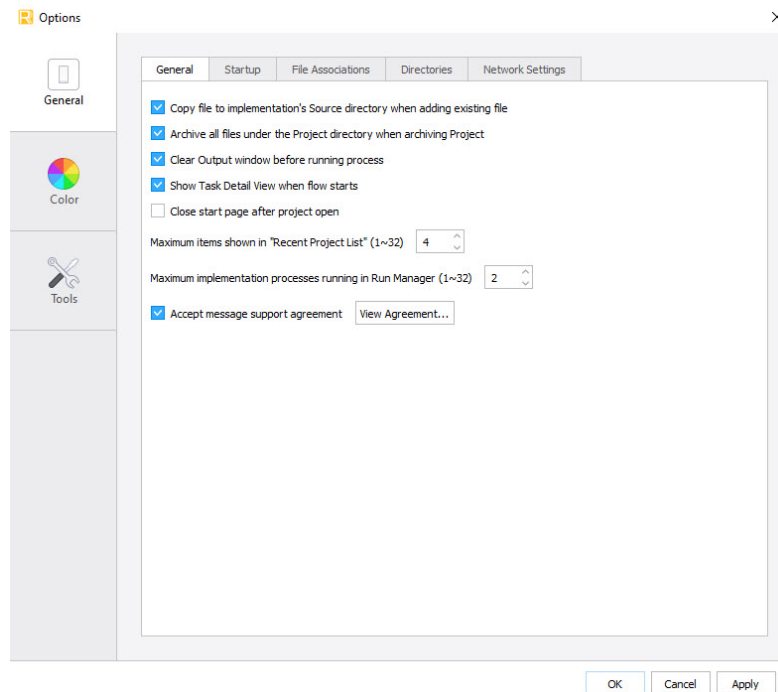 Options
General
Color
Tools
General Startup File Associations Directories Network Settings
Copy file to implementation's Source directory when adding existing file
Archive all files under the Project directory when archiving Project
Clear Output window before running process
Show Task Detail View when flow starts
Close start page after project open
Maximum items shown in "Recent Project List" (1~32) 4
Maximum implementation processes running in Run Manager (1~32) 2
Accept message support agreement View Agreement...
OK Cancel Apply